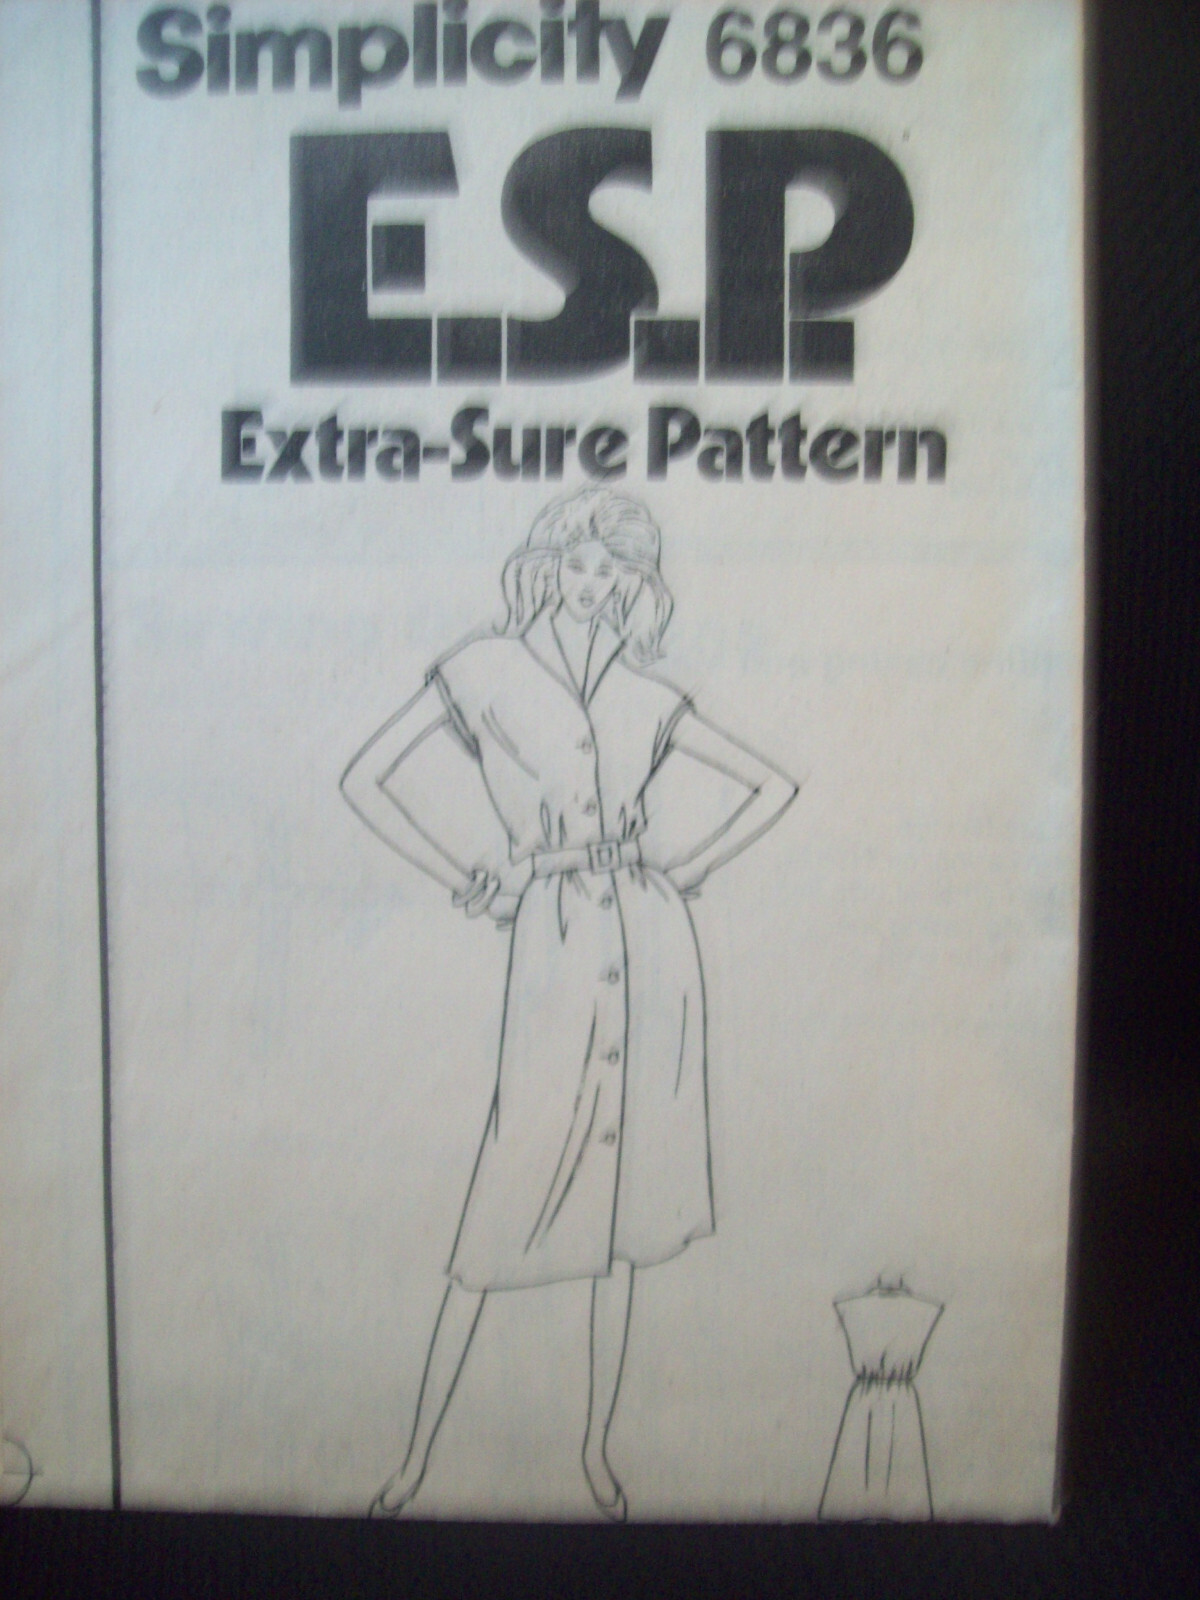 Simplicity 6836
E.S.P.
Extra-Sure Pattern